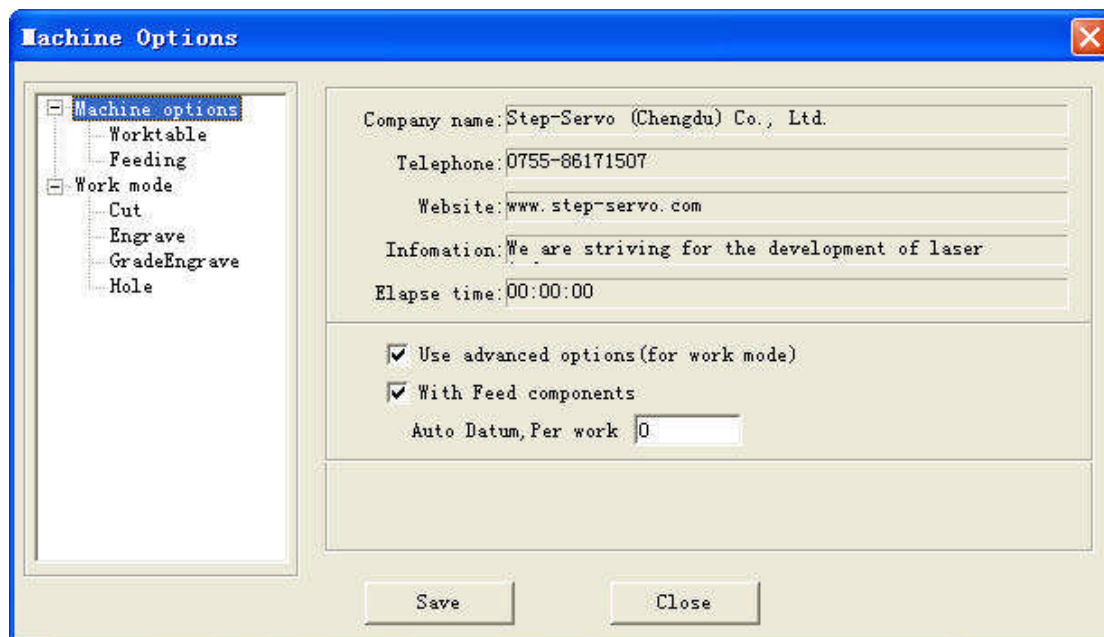 Machine Options
Machine options
Worktable
Feeding
Work mode
Cut
Engrave
GradeEngrave
Hole
Company name: Step-Servo (Chengdu) Co., Ltd.
Telephone: 0755-86171507
Website: www.step-servo.com
Infomation: We are striving for the development of laser
Elapse time: 00:00:00
Use advanced options(for work mode)
With Feed components
Auto Datum,Per work 0
Save
Close